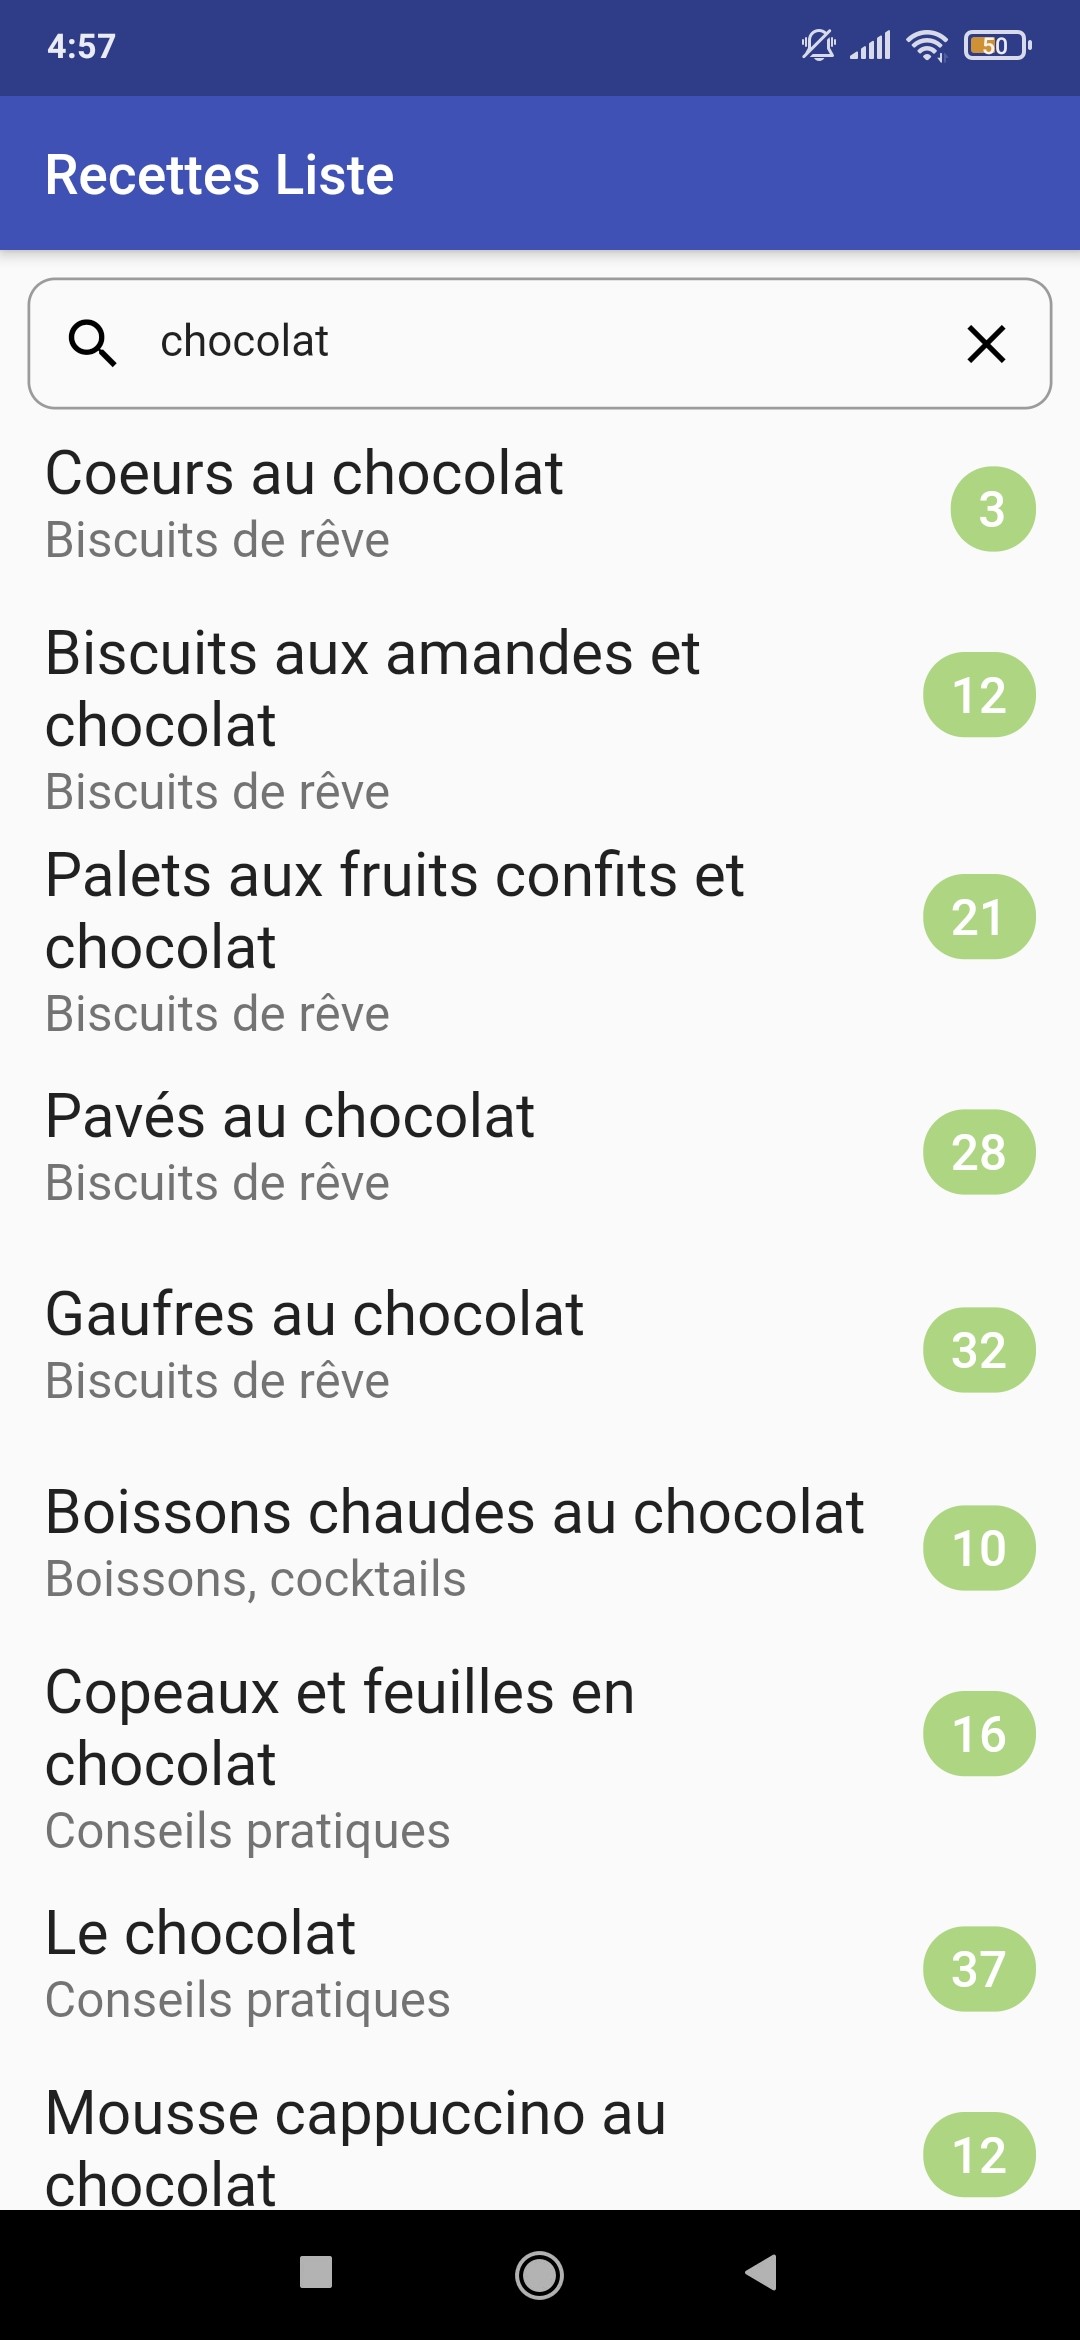 4:57
50
Recettes Liste
chocolat
Coeurs au chocolat
3
Biscuits de rêve
Biscuits aux amandes et
chocolat
12
Biscuits de rêve
Palets aux fruits confits et
chocolat
21
Biscuits de rêve
Pavés au chocolat
28
Biscuits de rêve
Gaufres au chocolat
32
Biscuits de rêve
Boissons chaudes au chocolat
10
Boissons, cocktails
Copeaux et feuilles en
chocolat
16
Conseils pratiques
Le chocolat
37
Conseils pratiques
Mousse cappuccino au
chocolat
12